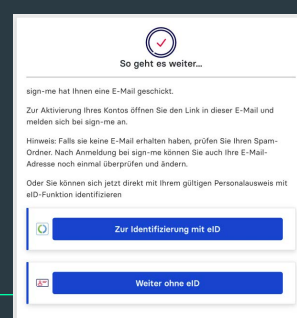 So geht es weiter...
sign-me hat Ihnen eine E-Mail geschickt.
Zur Aktivierung Ihres Kontos öffnen Sie den Link in dieser E-Mail und
melden sich bei sign-me an.
Hinweis: Falls sie keine E-Mail erhalten haben, prüfen Sie Ihren Spam-
Ordner. Nach Anmeldung bei sign-me können Sie auch Ihre E-Mail-
Adresse noch einmal überprüfen und ändern.
Oder Sie können sich jetzt direkt mit Ihrem gültigen Personalausweis mit
eID-Funktion identifizieren
Zur Identifizierung mit eID
Weiter ohne eID